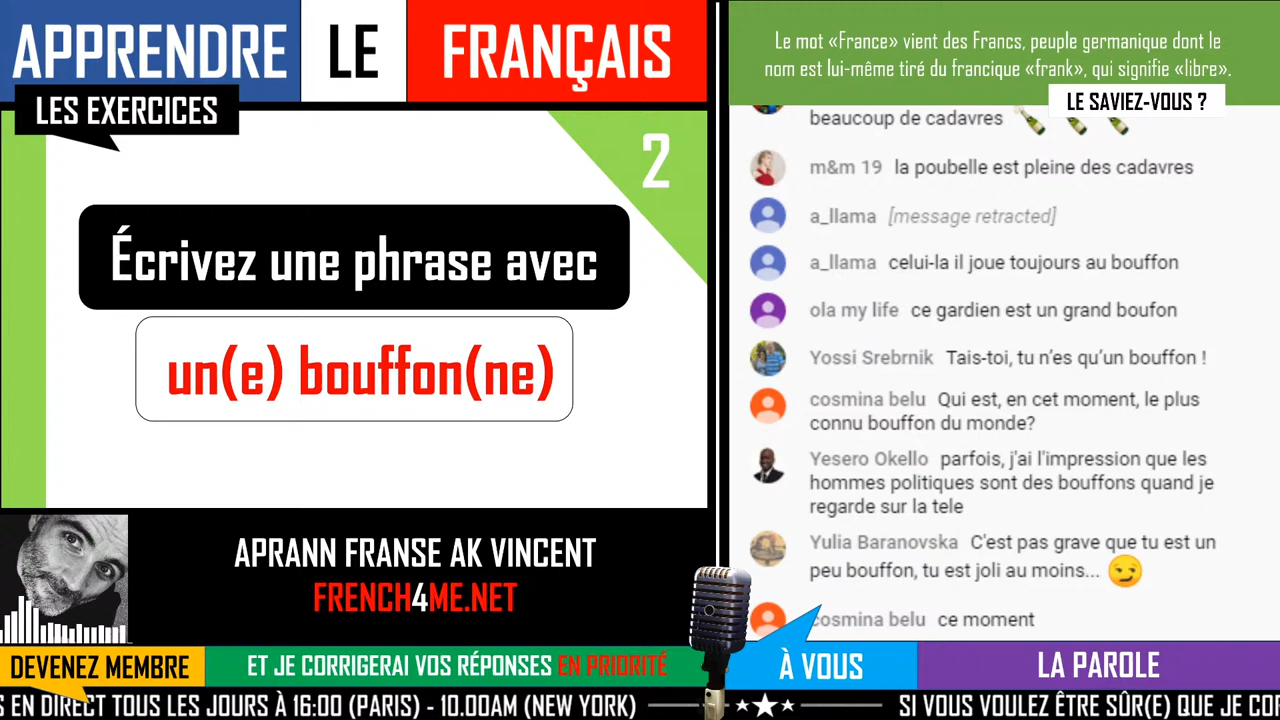 APPRENDRE LE FRANÇAIS
LES EXERCICES
2
Écrivez une phrase avec
un(e) bouffon(ne)
APRANN FRANSE AK VINCENT
FRENCH4ME.NET
DEVENEZ MEMBRE
ET JE CORRIGERAI VOS RÉPONSES EN PRIORITÉ
Le mot «France» vient des Francs, peuple germanique dont le
nom est lui-même tiré du francique «frank», qui signifie «libre».
LE SAVIEZ-VOUS ?
beaucoup de cadavres
m&m 19 la poubelle est pleine des cadavres
a_llama [message retracted]
a_llama celui-la il joue toujours au bouffon
ola my life ce gardien est un grand boufon
Yossi Srebrnik Tais-toi, tu n'es qu'un bouffon !
cosmina belu Qui est, en cet moment, le plus
connu bouffon du monde?
Yesero Okello parfois, j'ai l'impression que les
hommes politiques sont des bouffons quand je
regarde sur la tele
Yulia Baranovska C'est pas grave que tu est un
peu bouffon, tu est joli au moins...
cosmina belu ce moment
À VOUS
LA PAROLE
S EN DIRECT TOUS LES JOURS À 16:00 (PARIS) - 10.00AM (NEW YORK)
SI VOUS VOULEZ ÊTRE SÛR(E) QUE JE COR